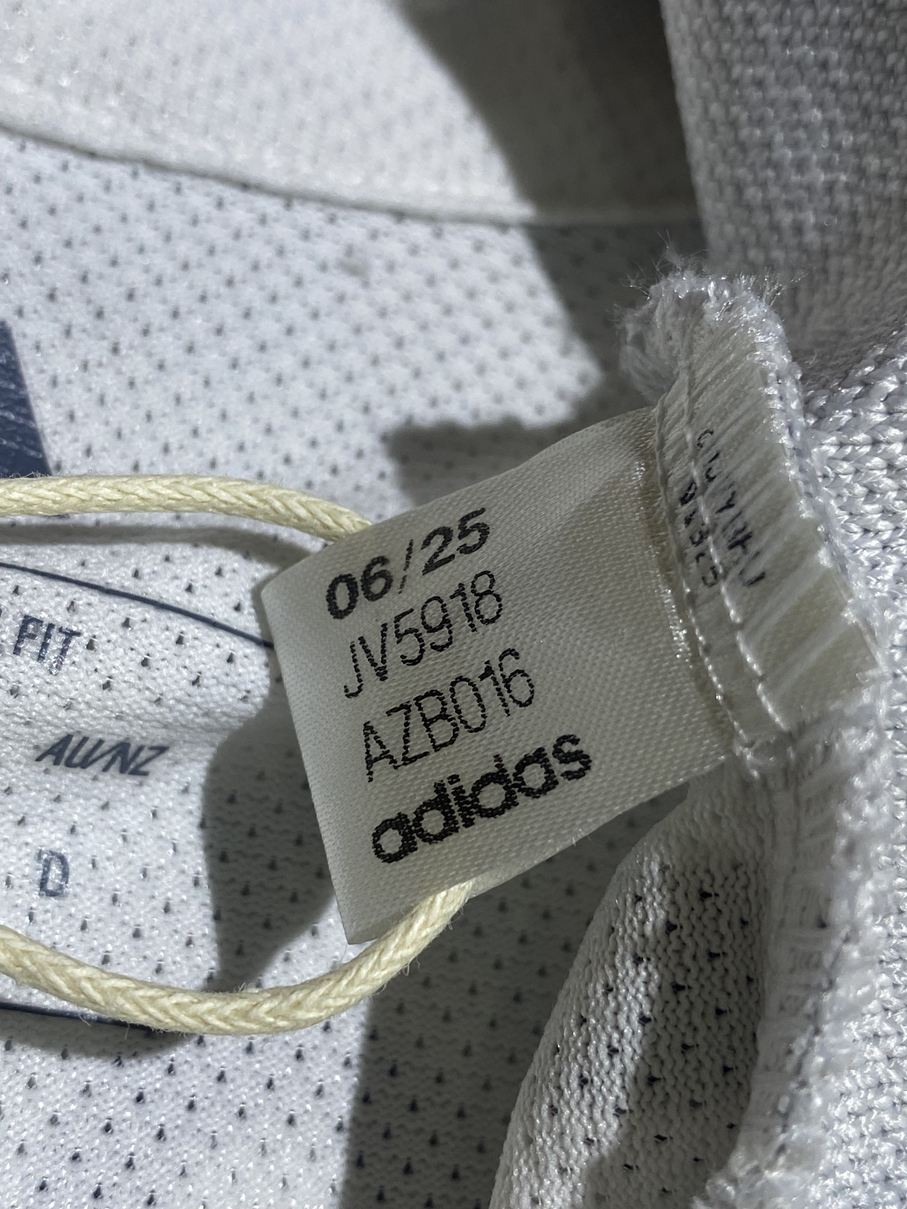 06/25
JV5918
AZB016
adidas
FIT
AU/NZ
D